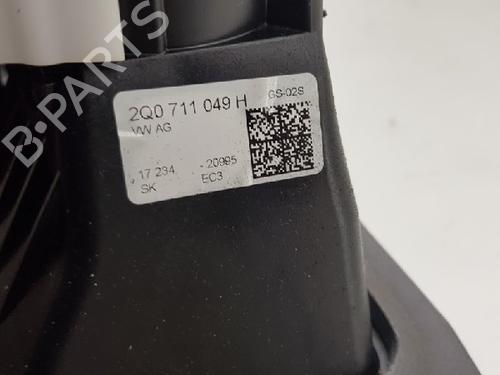 2Q0 711 049 H GS-02S
VW AG
17 294 - 20995
SK EC3
B-PARTS